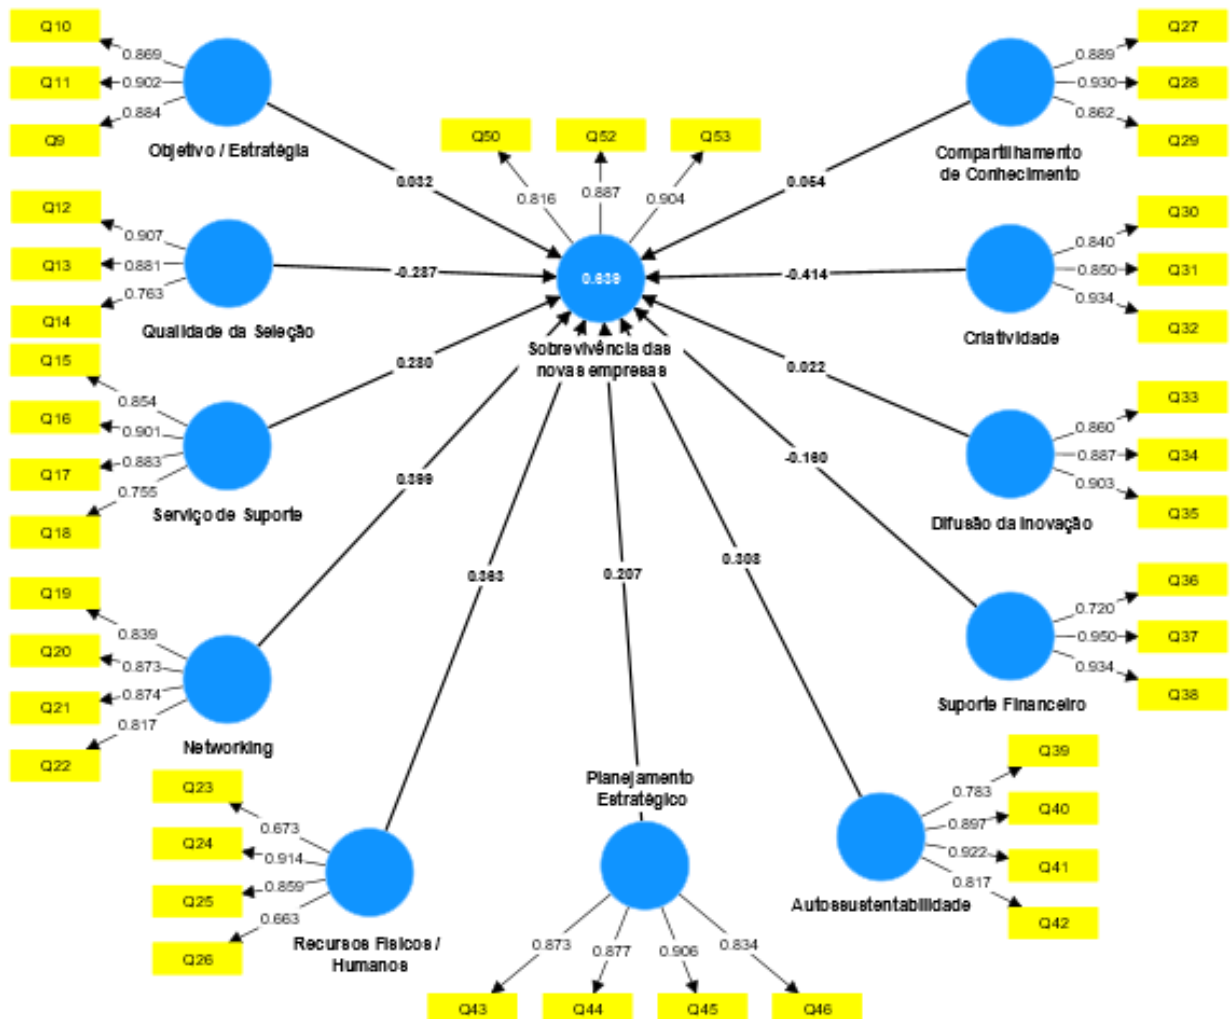 Q10
0.869
Q11
0.902
Q9
0.884
Objetivo / Estratégia
0.032
Q12
0.907
Q13
0.881
Q14
0.763
Qualidade da Seleção
-0.287
Q15
0.854
Q16
0.901
Q17
0.883
Q18
0.755
Serviço de Suporte
0.280
Q19
0.839
Q20
0.873
Q21
0.874
Q22
0.817
Networking
0.399
Q23
0.673
Q24
0.914
Q25
0.859
Q26
0.663
Recursos Físicos /
Humanos
0.363
Q50
Q52
Q53
0.816
0.887
0.904
0.639
Sobrevivência das
novas empresas
Planejamento
Estratégico
0.207
0.873
0.877
0.906
0.834
Q43
Q44
Q45
Q46
Q27
0.889
Q28
0.930
Q29
0.862
Compartilhamento
de Conhecimento
0.054
Q30
0.840
Q31
0.850
Q32
0.934
Criatividade
-0.414
Q33
0.860
Q34
0.887
Q35
0.903
Difusão da Inovação
0.022
Q36
0.720
Q37
0.950
Q38
0.934
Suporte Financeiro
-0.160
Q39
0.783
Q40
0.897
Q41
0.922
Q42
0.817
Autossustentabilidade
0.308